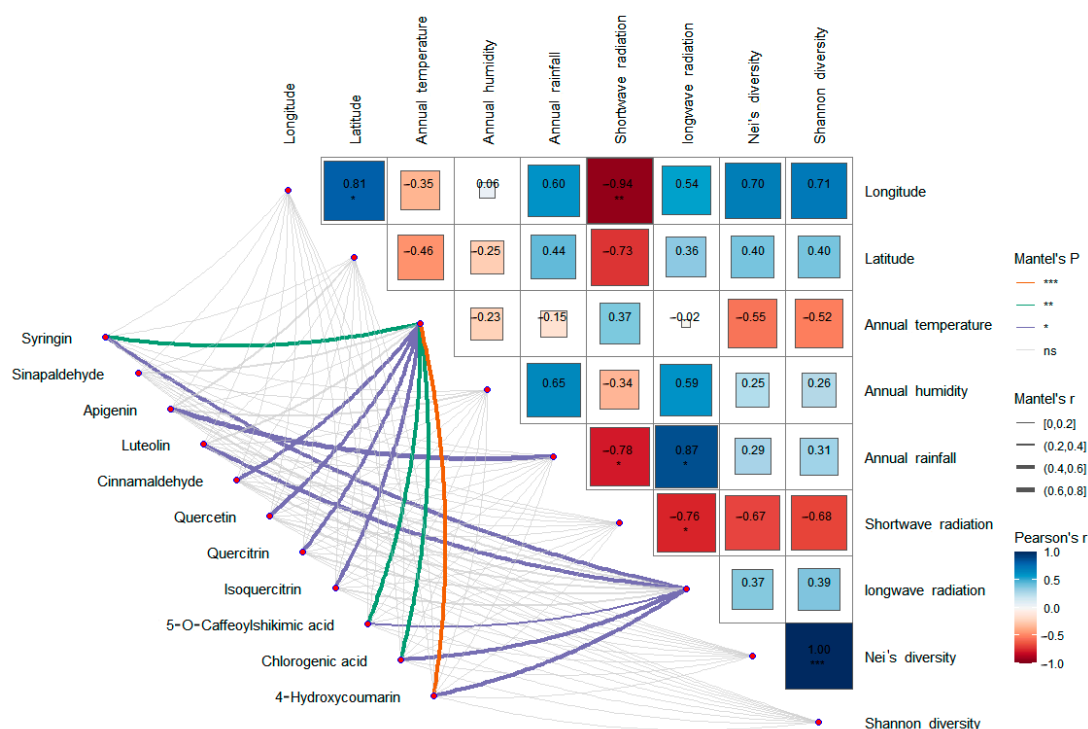 Longitude
Latitude
Annual temperature
Annual humidity
Annual rainfall
Shortwave radiation
longwave radiation
Nei's diversity
Shannon diversity
0.81 −0.35 0.06 0.60 −0.94 0.54 0.70 0.71 Longitude
* **
−0.46 −0.25 0.44 −0.73 0.36 0.40 0.40 Latitude
−0.23 −0.15 0.37 −0.02 −0.55 −0.52 Annual temperature
0.65 −0.34 0.59 0.25 0.26 Annual humidity
−0.78 0.87 0.29 0.31 Annual rainfall
* *
−0.76 −0.67 −0.68 Shortwave radiation
*
0.37 0.39 longwave radiation
1.00 Nei's diversity
***
Shannon diversity
Syringin
Sinapaldehyde
Apigenin
Luteolin
Cinnamaldehyde
Quercetin
Quercitrin
Isoquercitrin
5-O-Caffeoylshikimic acid
Chlorogenic acid
4-Hydroxycoumarin
Mantel's P
***
**
*
ns
Mantel's r
[0,0.2]
(0.2,0.4]
(0.4,0.6]
(0.6,0.8]
Pearson's r
1.0
0.5
0.0
−0.5
−1.0